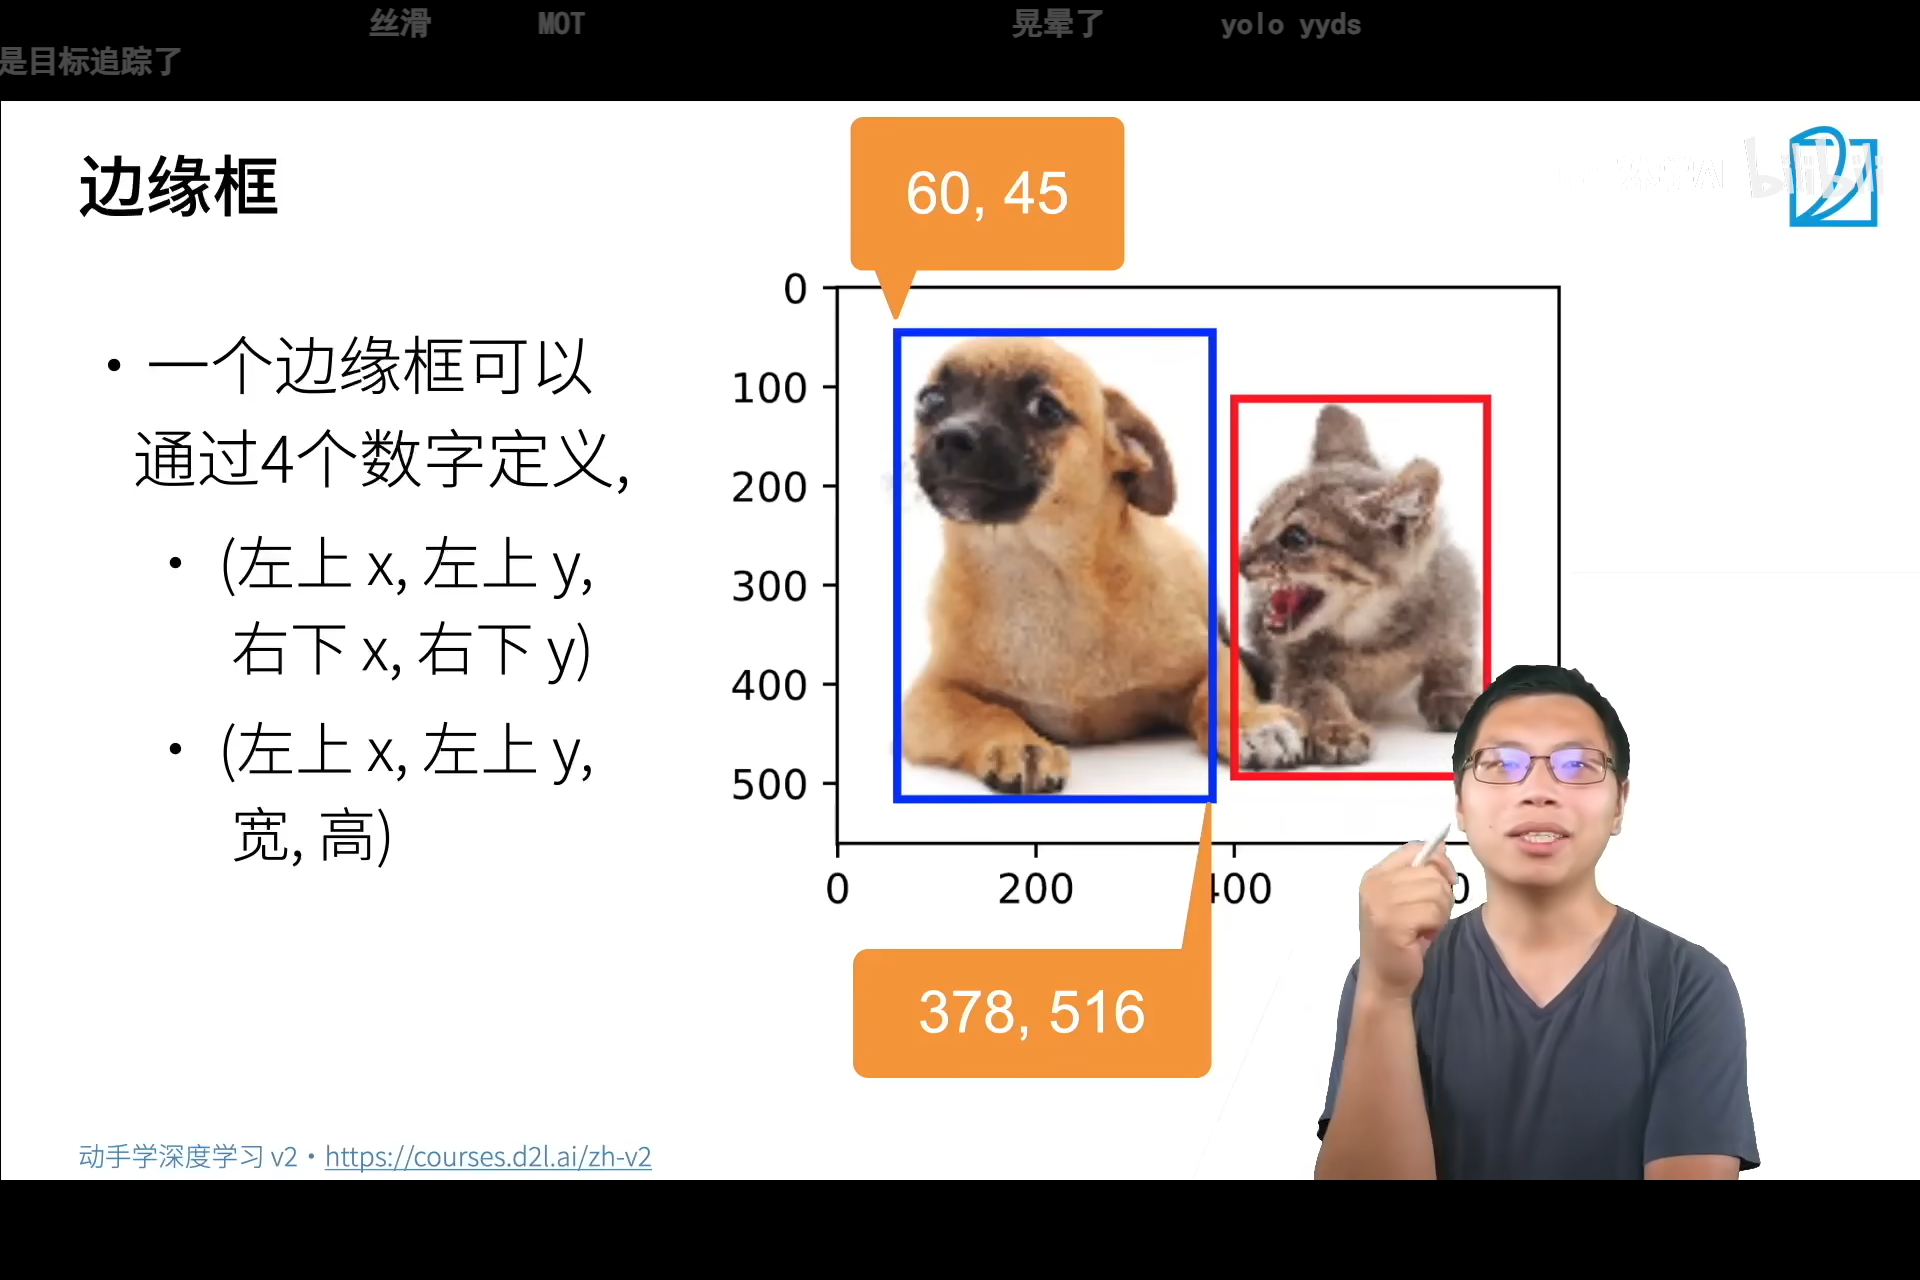 丝滑 MOT 晃晕了 yolo yyds
是目标追踪了
边缘框
60, 45
bilibili
• 一个边缘框可以
通过4个数字定义,
• (左上 x, 左上 y,
右下 x, 右下 y)
• (左上 x, 左上 y,
宽, 高)
0
100
200
300
400
500
0 200 400 0
378, 516
动手学深度学习 v2 • https://courses.d2l.ai/zh-v2